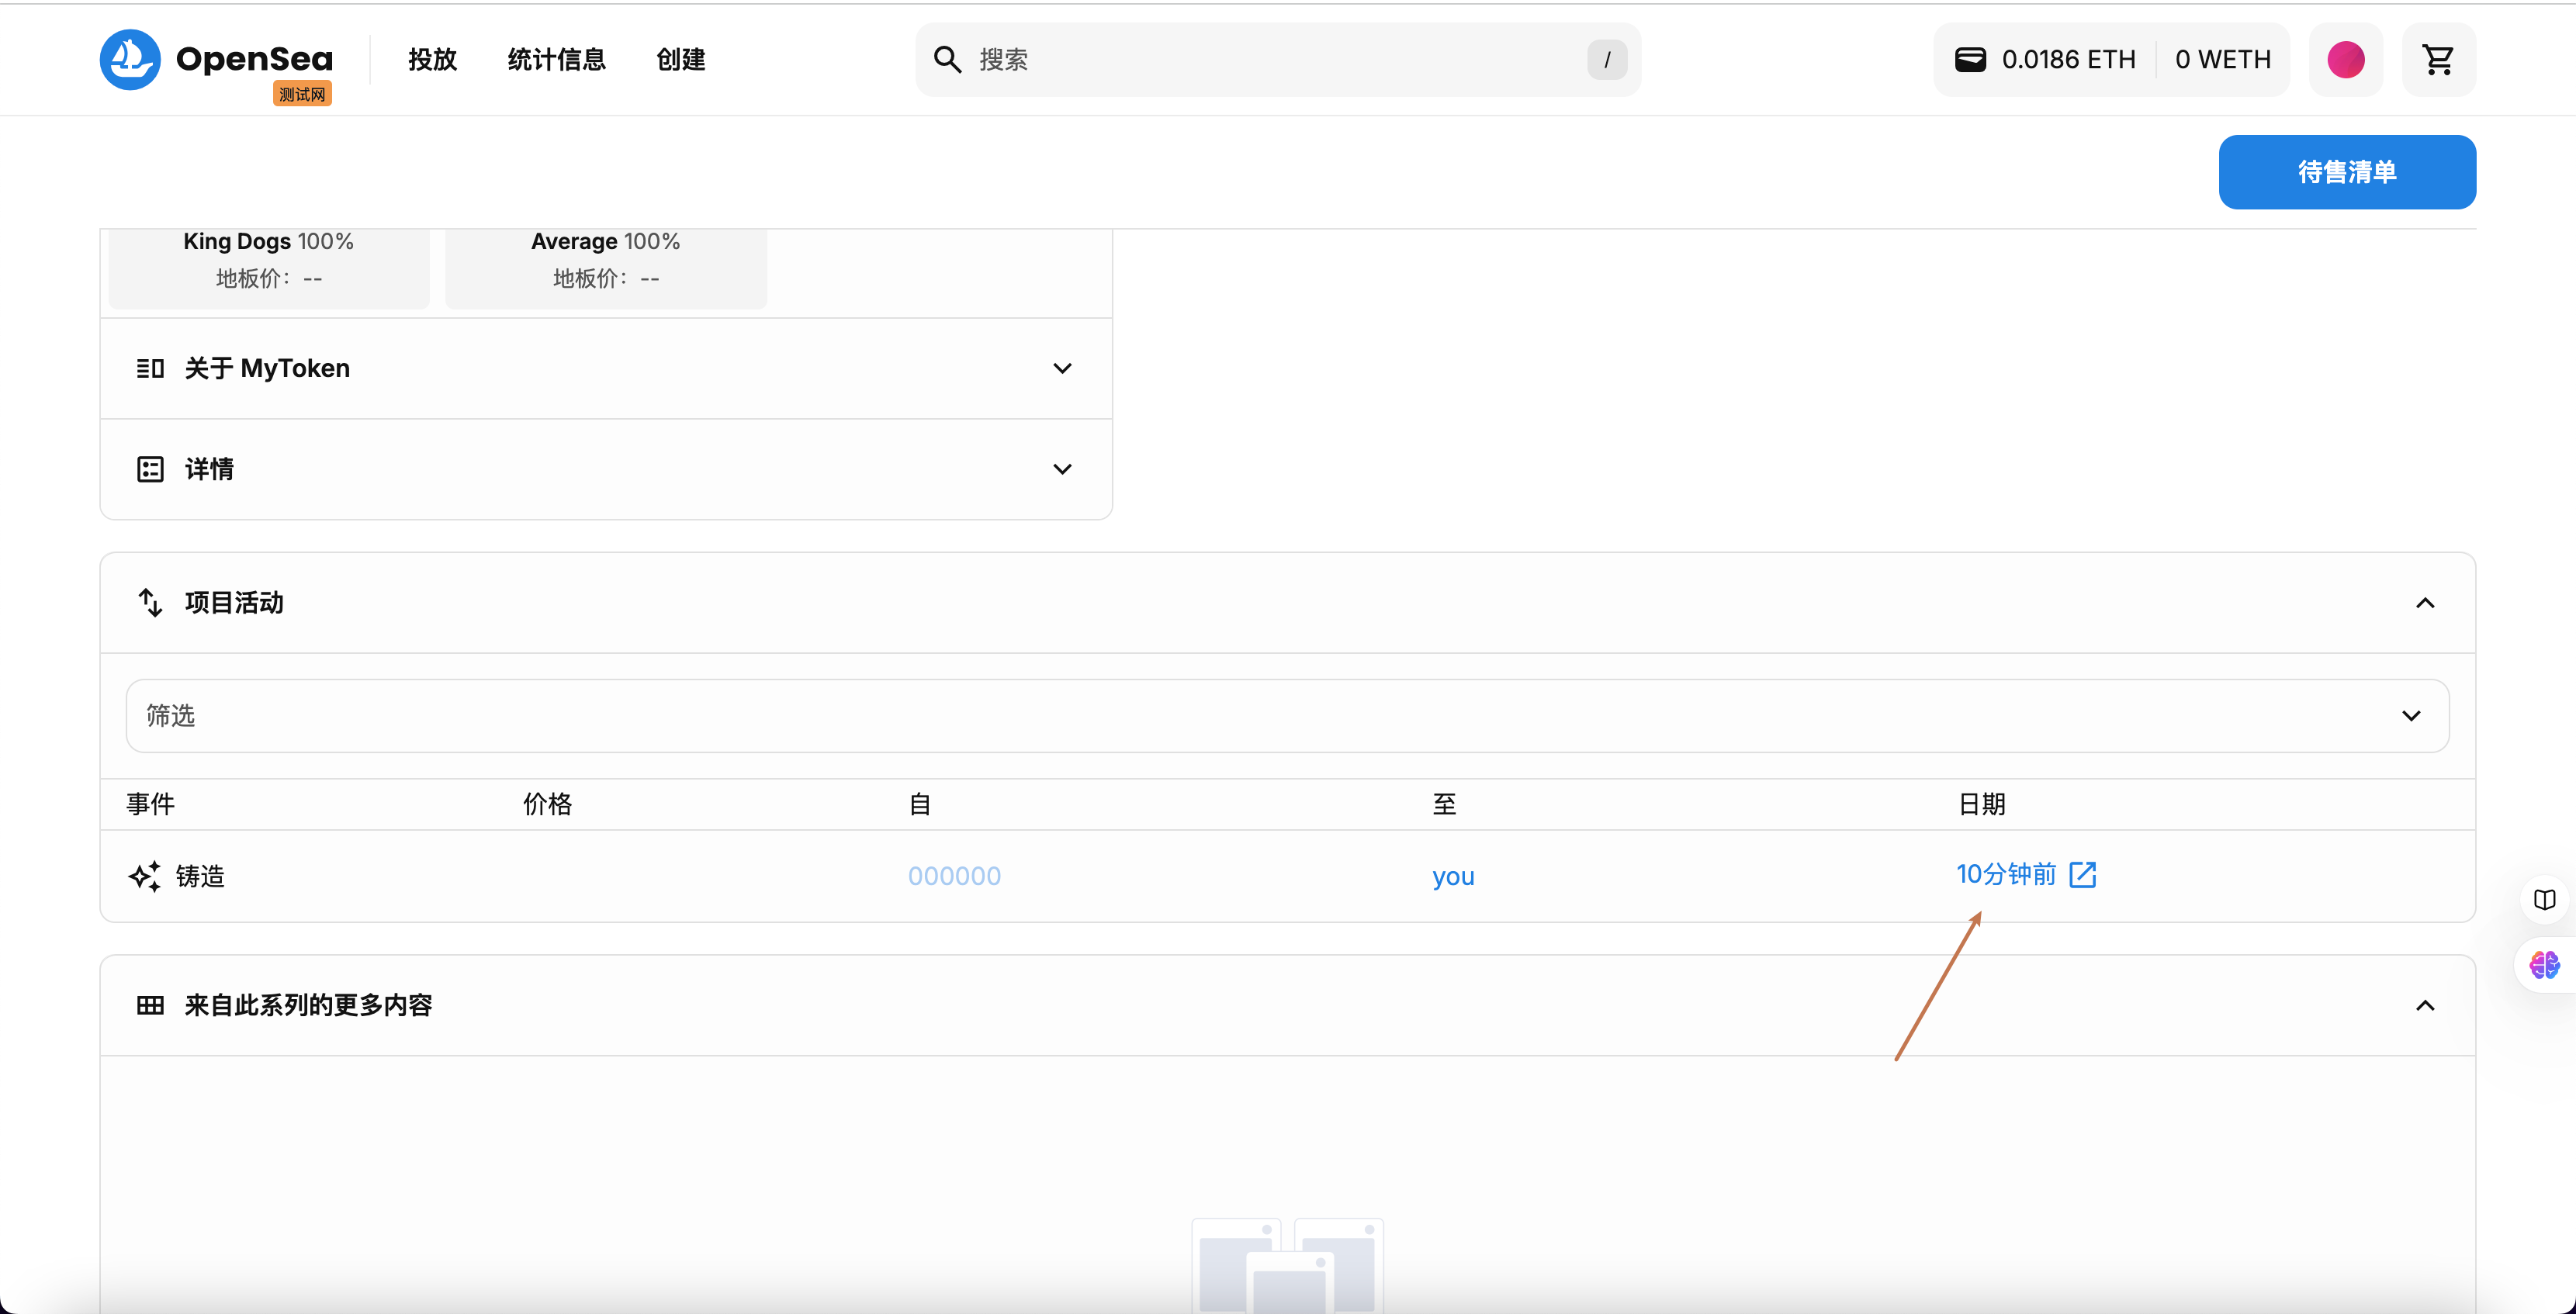 OpenSea
测试网
投放
统计信息
创建
搜索
/
0.0186 ETH
0 WETH
待售清单
King Dogs 100%
地板价：--
Average 100%
地板价：--
关于 MyToken
详情
项目活动
筛选
事件 价格 自 至 日期
铸造 000000 you 10分钟前
来自此系列的更多内容